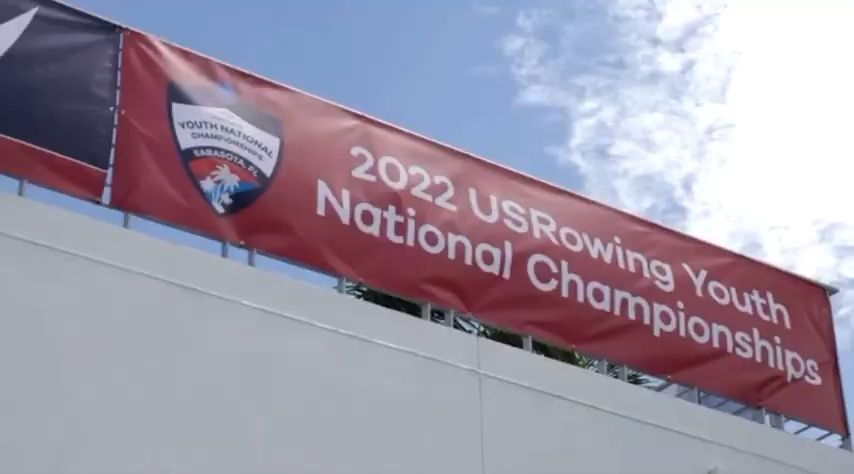 YOUTH NATIONAL
CHAMPIONSHIPS
SARASOTA, FL
2022 USRowing Youth
National Championships